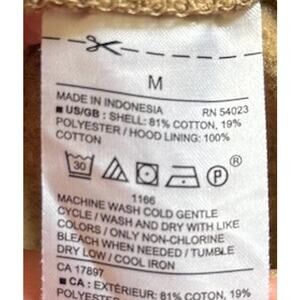 M
MADE IN INDONESIA RN 54023
■ US/GB : SHELL: 81% COTTON, 19%
POLYESTER / HOOD LINING: 100%
COTTON
30 P ®
1166
MACHINE WASH COLD GENTLE
CYCLE / WASH AND DRY WITH LIKE
COLORS / ONLY NON-CHLORINE
BLEACH WHEN NEEDED / TUMBLE
DRY LOW / COOL IRON
CA 17897
■ CA : EXTÉRIEUR: 81% COTON, 19%